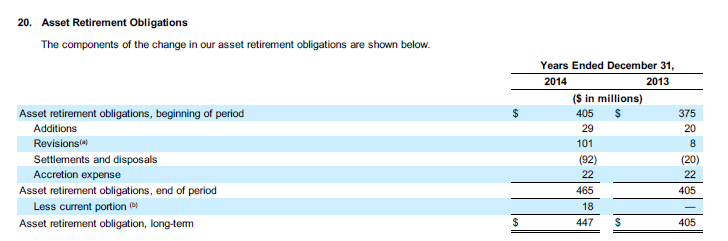 20. Asset Retirement Obligations
The components of the change in our asset retirement obligations are shown below.
Years Ended December 31,
2014 2013
($ in millions)
Asset retirement obligations, beginning of period $ 405 $ 375
Additions 29 20
Revisions(a) 101 8
Settlements and disposals (92) (20)
Accretion expense 22 22
Asset retirement obligations, end of period 465 405
Less current portion (b) 18 —
Asset retirement obligation, long-term $ 447 $ 405